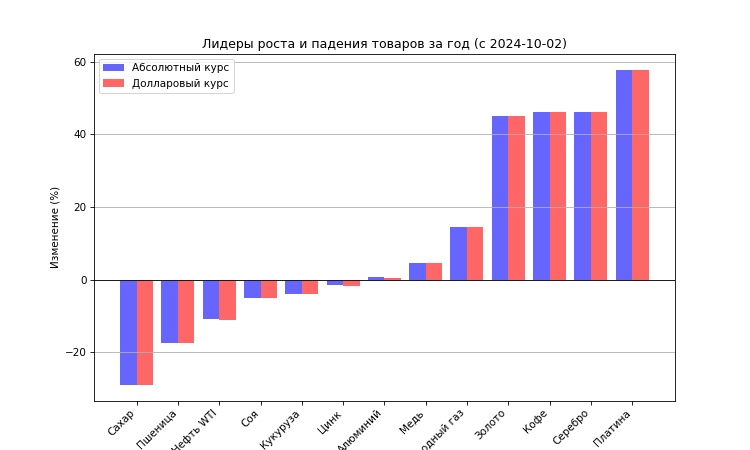 Лидеры роста и падения товаров за год (с 2024-10-02)
Абсолютный курс
Долларовый курс
Изменение (%)
60
40
20
0
−20
Сахар
Пшеница
Нефть WTI
Соя
Кукуруза
Цинк
Алюминий
Медь
газ
Золото
Кофе
Серебро
Платина